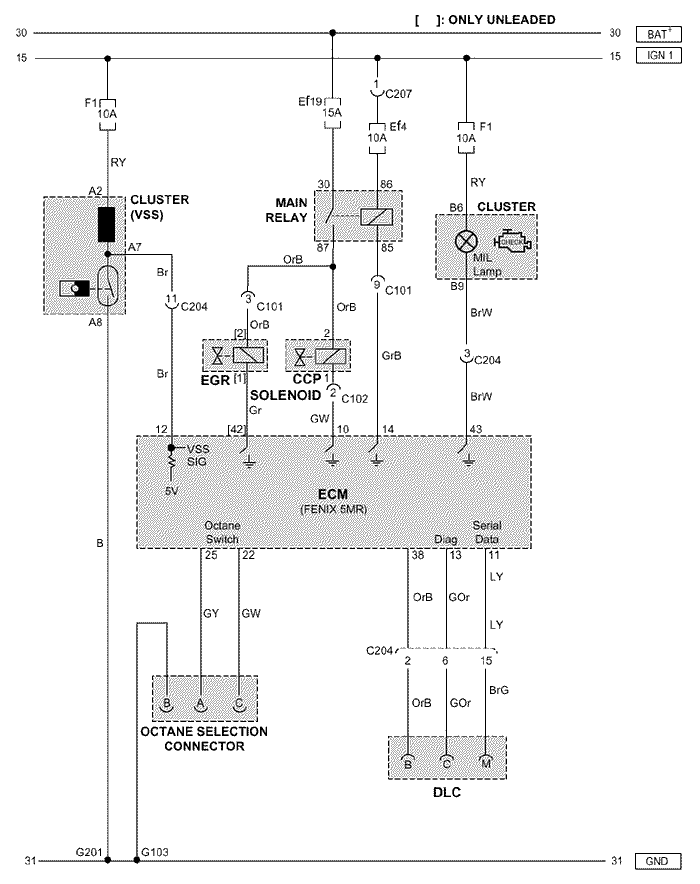 [    ]: ONLY UNLEADED
30 30 BAT+
15 15 IGN 1
1
C207
F1
10A
Ef19
15A
Ef4
10A
F1
10A
RY
RY
A2
CLUSTER
(VSS)
MAIN
RELAY
30
86
87
85
B6
CLUSTER
CHECK
MIL
Lamp
B9
A7
OrB
Br
11
C204
3
C101
9
C101
BrW
A8
OrB
OrB
[2]
2
GrB
3
C204
EGR
[1]
CCP
1
SOLENOID
2
C102
Br
Gr
GW
BrW
12
[42]
10
14
43
VSS
SIG
5V
ECM
(FENIX 5MR)
Octane
Switch
Diag
Serial
Data
25
22
38
13
11
B
LY
OrB
GOr
GY
GW
LY
C204
2
6
15
BrG
OrB
GOr
B
A
C
OCTANE SELECTION
CONNECTOR
B
C
M
DLC
G201
G103
31 31 GND